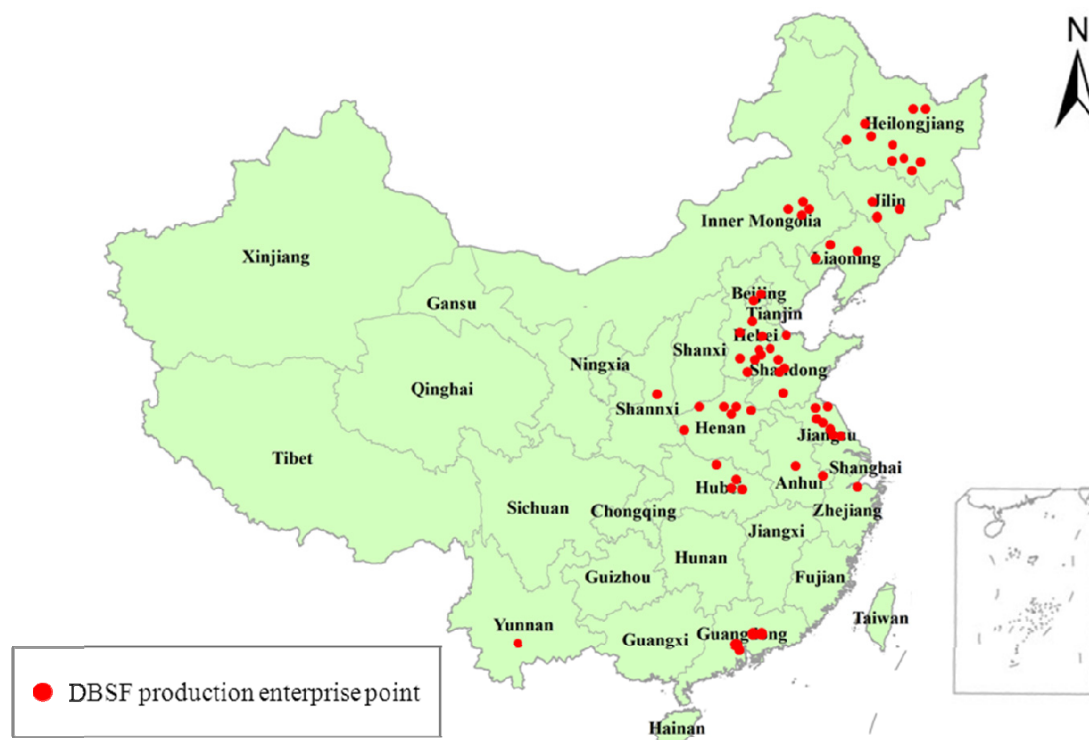 N
Heilongjiang
Jilin
Inner Mongolia
Liaoning
Xinjiang
Beijing
Gansu
Tianjin
Hebei
Shanxi
Ningxia
Shandong
Qinghai
Shannxi
Henan
Jiangsu
Tibet
Shanghai
Anhui
Hubei
Sichuan
Chongqing
Zhejiang
Jiangxi
Hunan
Guizhou
Fujian
Taiwan
Yunnan
Guangxi
Guangdong
DBSF production enterprise point
Hainan